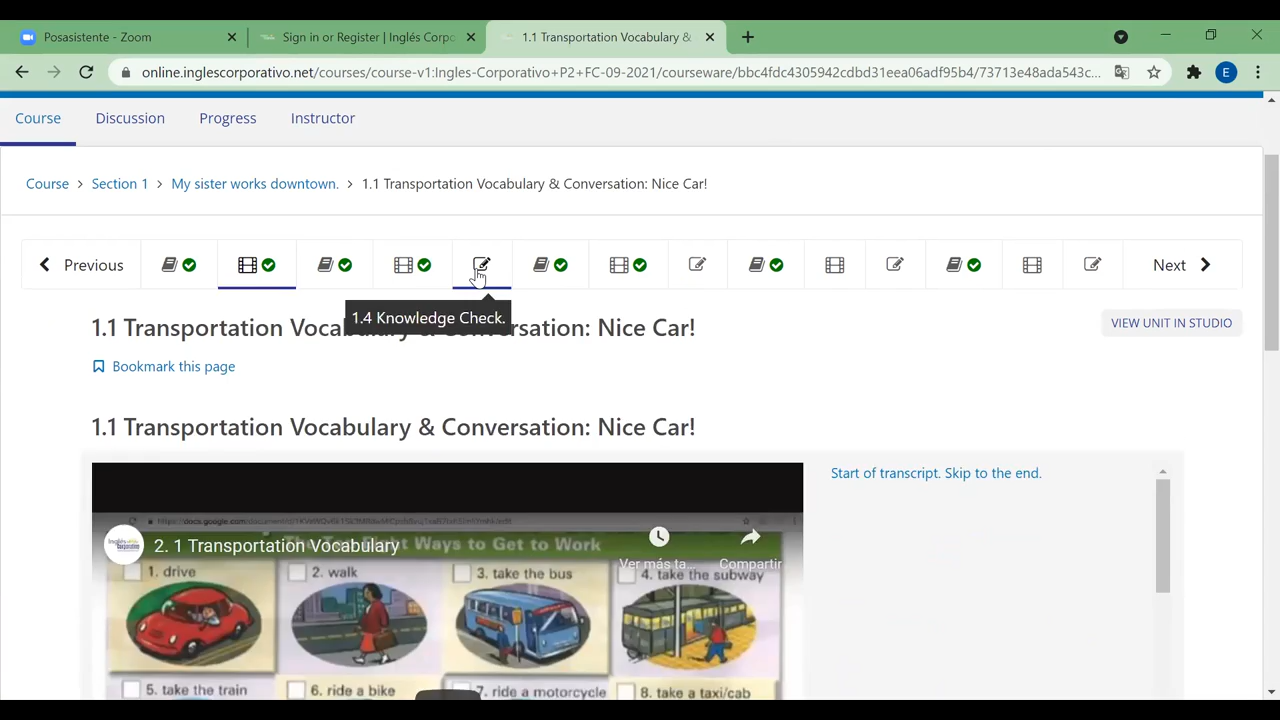 Posasistente - Zoom
Sign in or Register | Inglés Corpo
1.1 Transportation Vocabulary &
online.inglescorporativo.net/courses/course-v1:Ingles-Corporativo+P2+FC-09-2021/courseware/bbc4fdc4305942cdbd31eea06adf95b4/73713e48ada543c...
E
Course
Discussion
Progress
Instructor
Course > Section 1 > My sister works downtown. > 1.1 Transportation Vocabulary & Conversation: Nice Car!
Previous
Next
1.4 Knowledge Check.
1.1 Transportation Vocabulary & Conversation: Nice Car!
VIEW UNIT IN STUDIO
Bookmark this page
1.1 Transportation Vocabulary & Conversation: Nice Car!
Start of transcript. Skip to the end.
2. 1 Transportation Vocabulary
Ways to Get to Work
Ver más ta...
Compartir
1. drive
2. walk
3. take the bus
4. take the subway
5. take the train
6. ride a bike
7. ride a motorcycle
8. take a taxi/cab